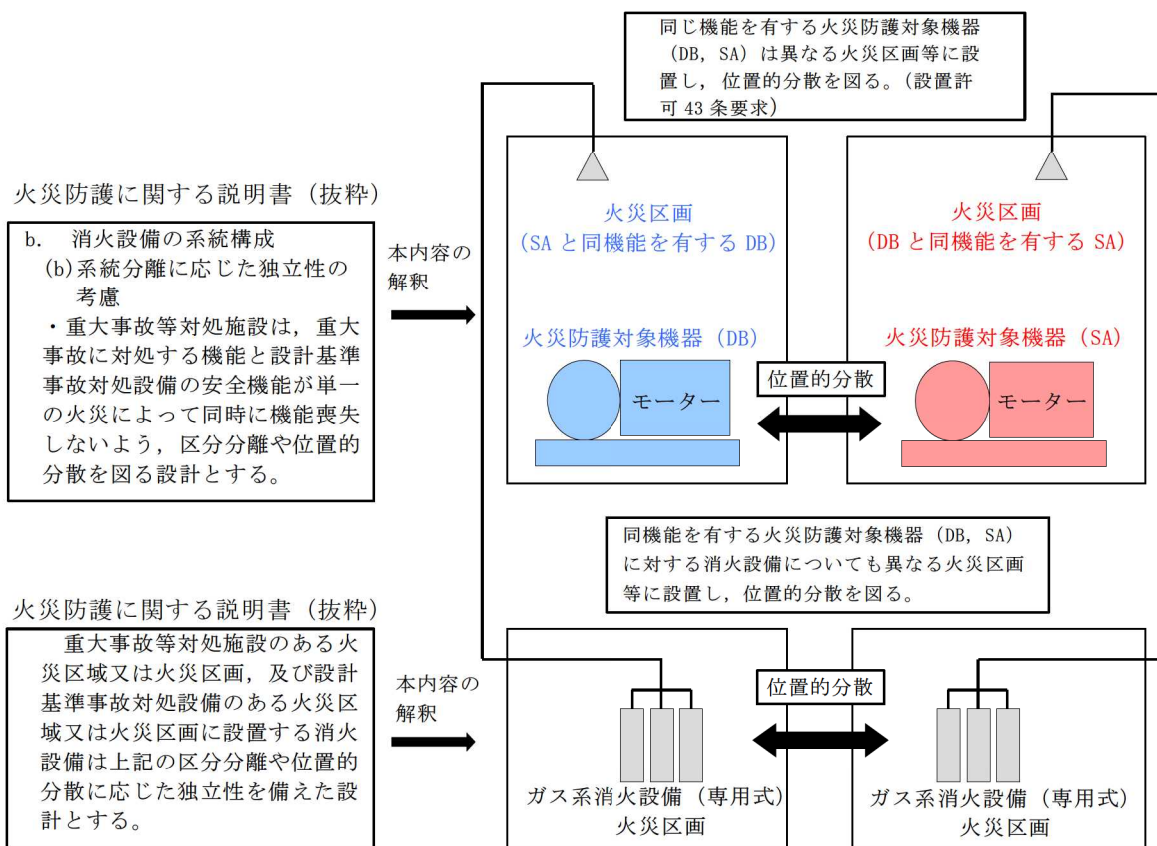 同じ機能を有する火災防護対象機器
（DB, SA）は異なる火災区画等に設
置し，位置的分散を図る。（設置許
可 43 条要求）
火災防護に関する説明書（抜粋）
b. 消火設備の系統構成
(b)系統分離に応じた独立性の
考慮
・重大事故等対処施設は，重大
事故に対処する機能と設計基準
事故対処設備の安全機能が単一
の火災によって同時に機能喪失
しないよう，区分分離や位置的
分散を図る設計とする。
本内容の
解釈
火災区画
（SA と同機能を有する DB）
火災防護対象機器（DB）
モーター
位置的分散
火災区画
（DB と同機能を有する SA）
火災防護対象機器（SA）
モーター
同機能を有する火災防護対象機器（DB, SA）
に対する消火設備についても異なる火災区画
等に設置し，位置的分散を図る。
火災防護に関する説明書（抜粋）
重大事故等対処施設のある火
災区域又は火災区画，及び設計
基準事故対処設備のある火災区
域又は火災区画に設置する消火
設備は上記の区分分離や位置的
分散に応じた独立性を備えた設
計とする。
本内容の
解釈
位置的分散
ガス系消火設備（専用式）
火災区画
ガス系消火設備（専用式）
火災区画